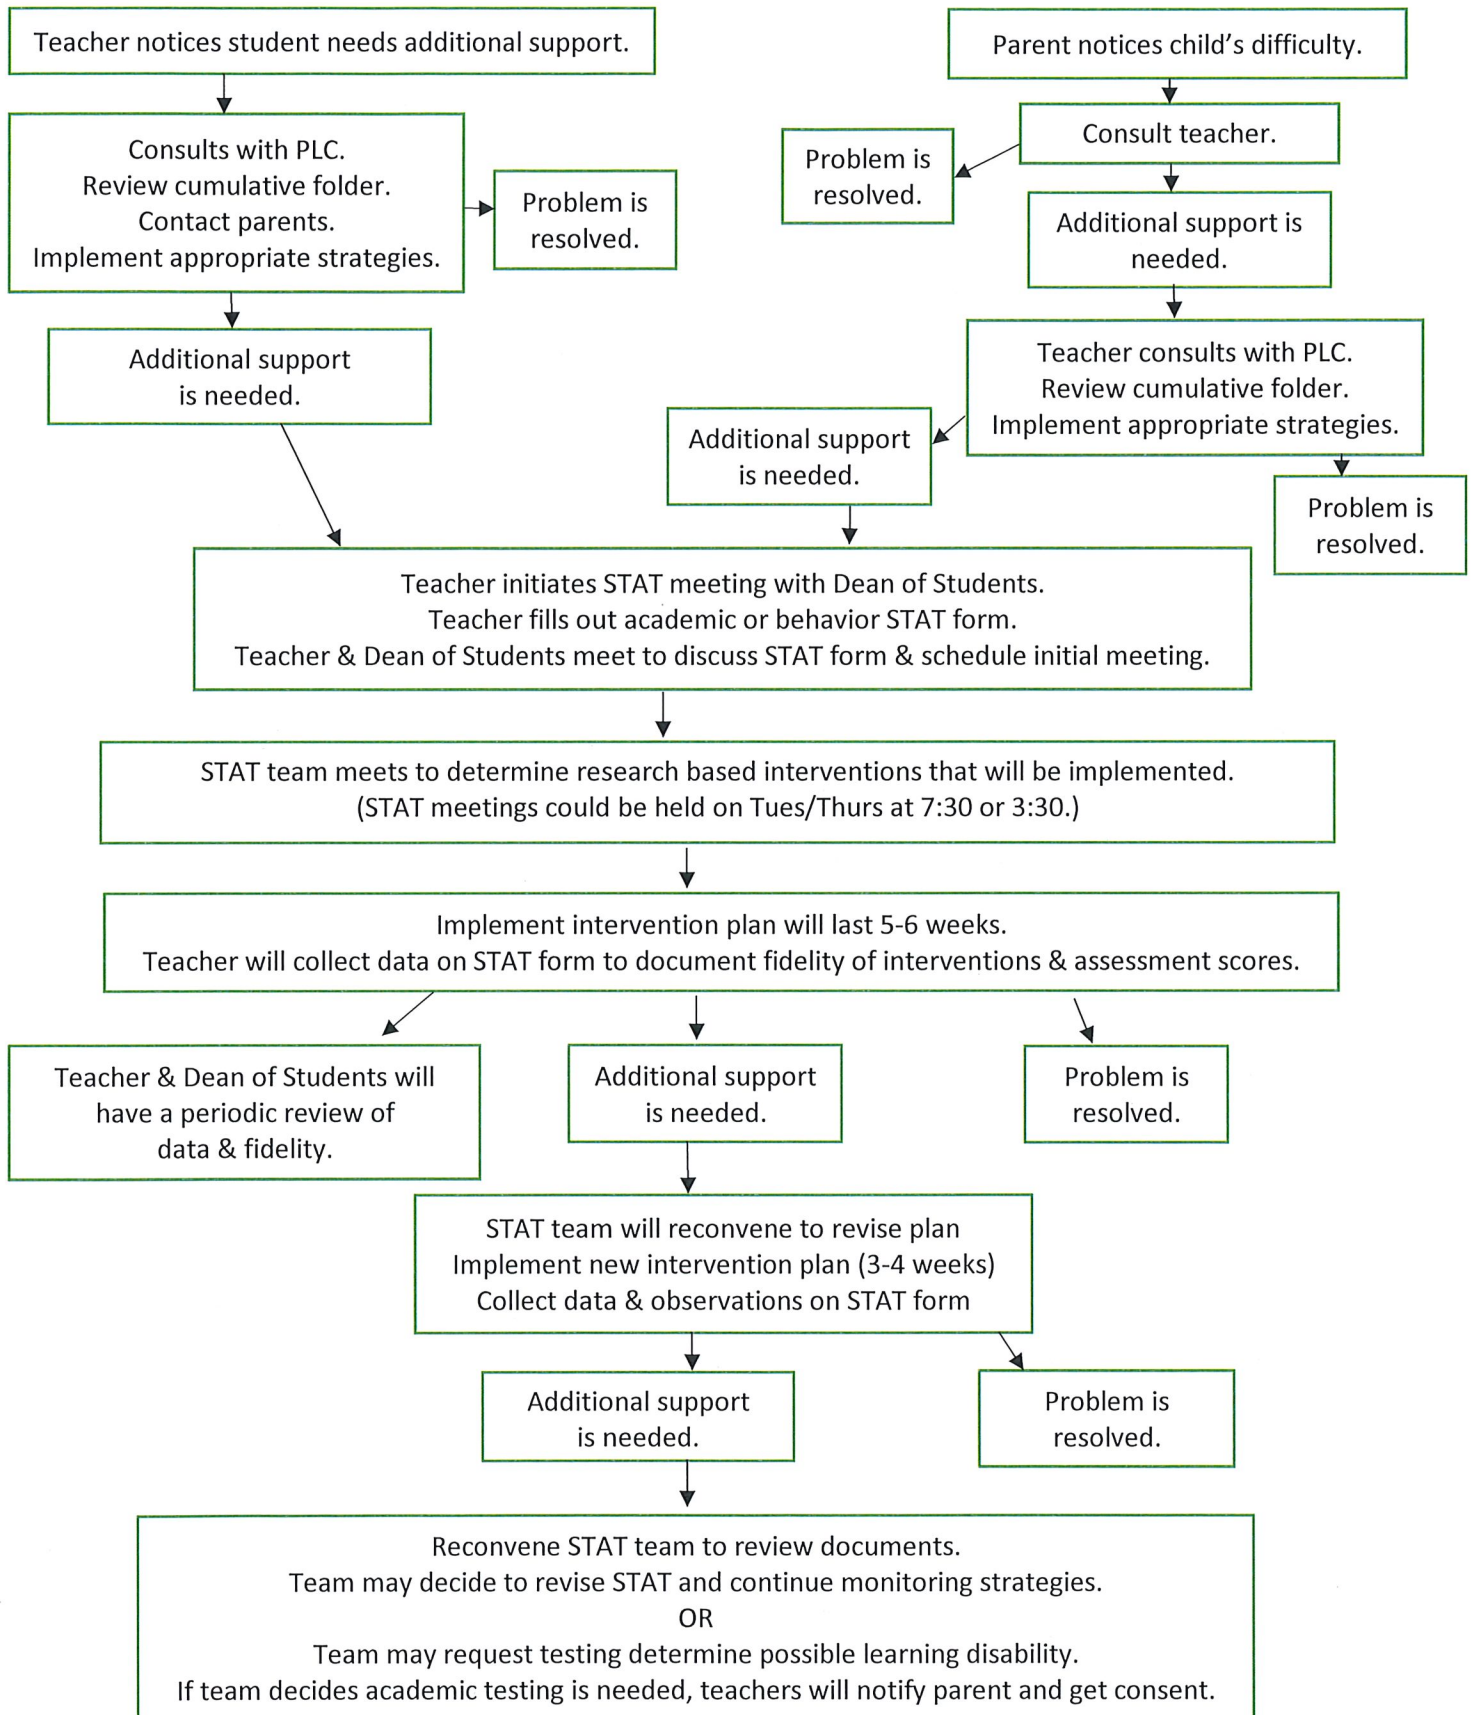 Teacher notices student needs additional support.
Parent notices child's difficulty.
Consults with PLC.
Review cumulative folder.
Contact parents.
Implement appropriate strategies.
Problem is
resolved.
Consult teacher.
Problem is
resolved.
Additional support is
needed.
Additional support
is needed.
Teacher consults with PLC.
Review cumulative folder.
Implement appropriate strategies.
Additional support
is needed.
Problem is
resolved.
Teacher initiates STAT meeting with Dean of Students.
Teacher fills out academic or behavior STAT form.
Teacher & Dean of Students meet to discuss STAT form & schedule initial meeting.
STAT team meets to determine research based interventions that will be implemented.
(STAT meetings could be held on Tues/Thurs at 7:30 or 3:30.)
Implement intervention plan will last 5-6 weeks.
Teacher will collect data on STAT form to document fidelity of interventions & assessment scores.
Teacher & Dean of Students will
have a periodic review of
data & fidelity.
Additional support
is needed.
Problem is
resolved.
STAT team will reconvene to revise plan
Implement new intervention plan (3-4 weeks)
Collect data & observations on STAT form
Additional support
is needed.
Problem is
resolved.
Reconvene STAT team to review documents.
Team may decide to revise STAT and continue monitoring strategies.
OR
Team may request testing determine possible learning disability.
If team decides academic testing is needed, teachers will notify parent and get consent.